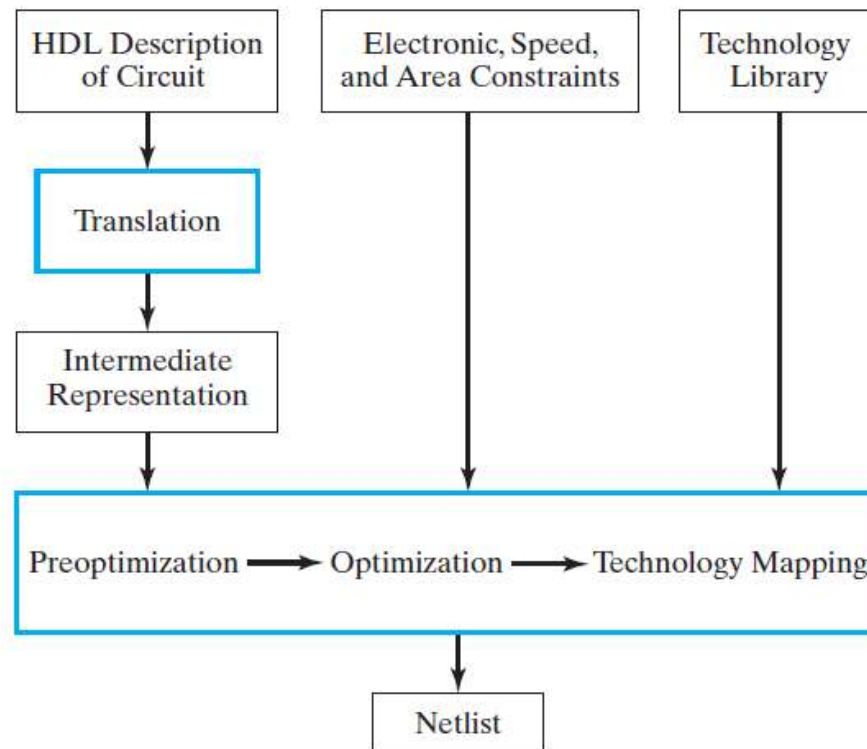 HDL Description
of Circuit
Electronic, Speed,
and Area Constraints
Technology
Library
Translation
Intermediate
Representation
Preoptimization
Optimization
Technology Mapping
Netlist